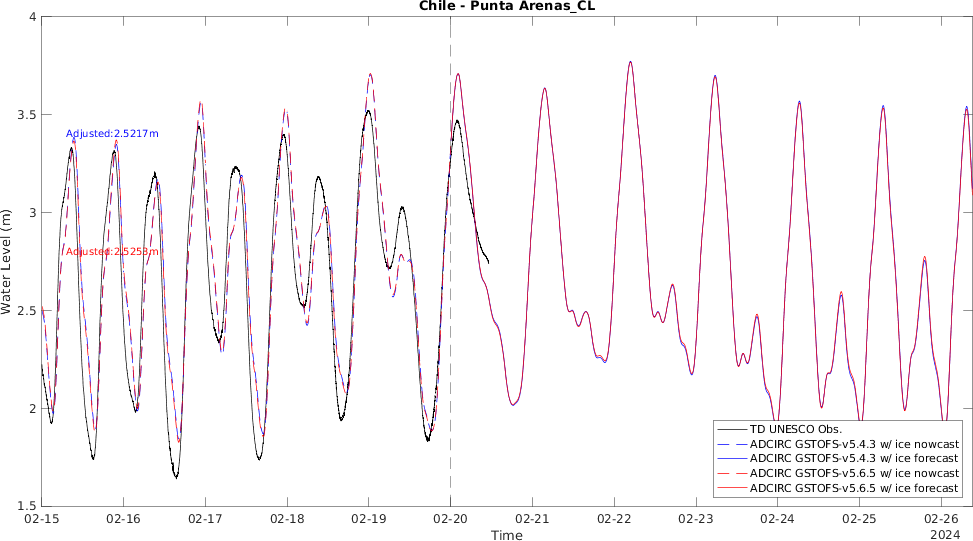 Chile - Punta Arenas_CL
4
3.5
3
2.5
2
1.5
Water Level (m)
Adjusted:2.5217m
Adjusted:2.5253m
TD UNESCO Obs.
ADCIRC GSTOFS-v5.4.3 w/ ice nowcast
ADCIRC GSTOFS-v5.4.3 w/ ice forecast
ADCIRC GSTOFS-v5.6.5 w/ ice nowcast
ADCIRC GSTOFS-v5.6.5 w/ ice forecast
02-15 02-16 02-17 02-18 02-19 02-20 02-21 02-22 02-23 02-24 02-25 02-26
2024
Time